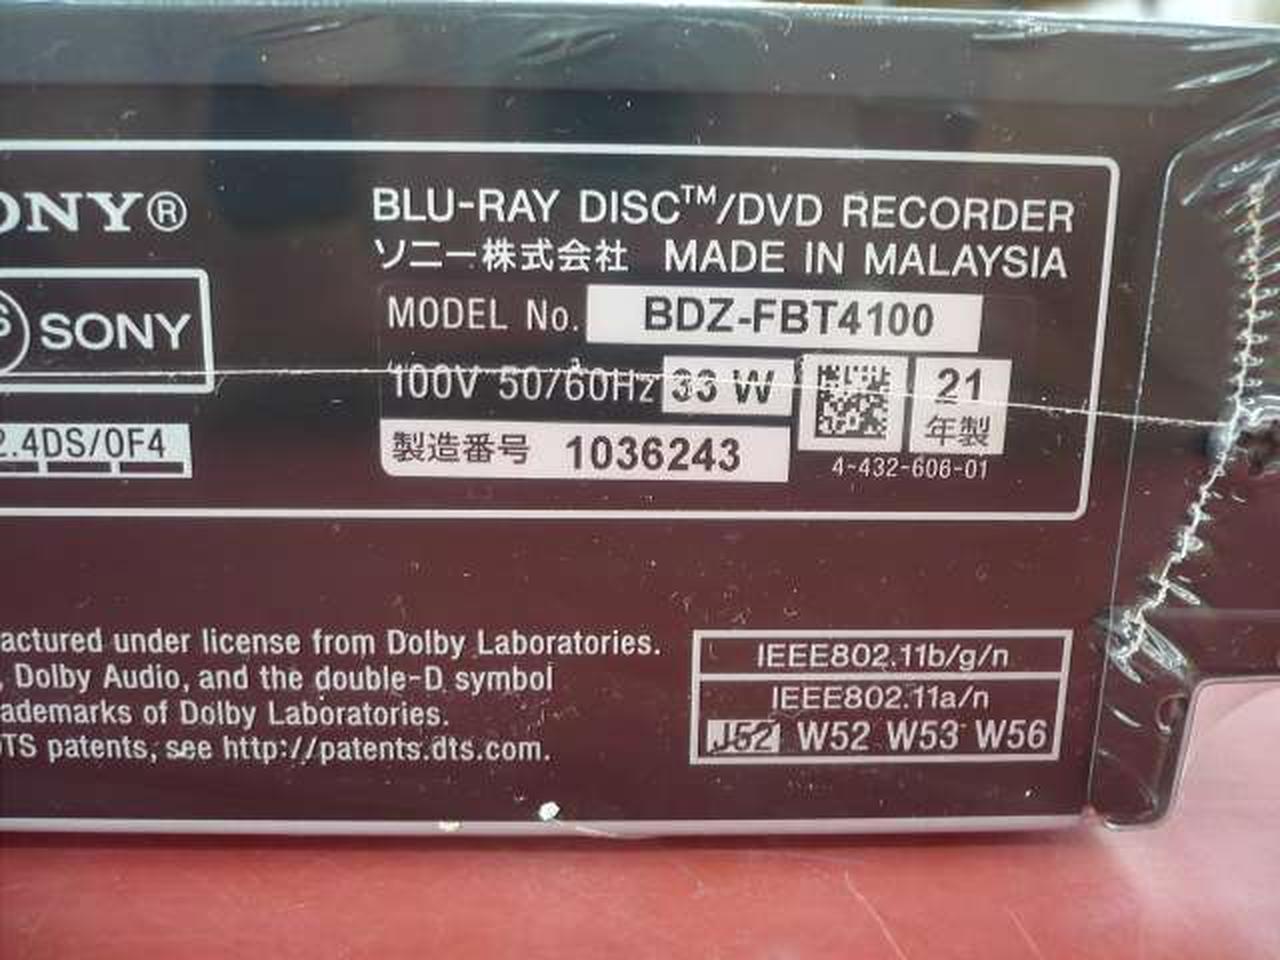 ONY®
SONY
2.4DS/OF4
BLU-RAY DISC™/DVD RECORDER
ソニー株式会社 MADE IN MALAYSIA
MODEL No. BDZ-FBT4100
100V 50/60Hz 33 W
21
年製
製造番号 1036243
4-432-606-01
actured under license from Dolby Laboratories.
, Dolby Audio, and the double-D symbol
ademarks of Dolby Laboratories.
DTS patents, see http://patents.dts.com.
IEEE802.11b/g/n
IEEE802.11a/n
J52 W52 W53 W56